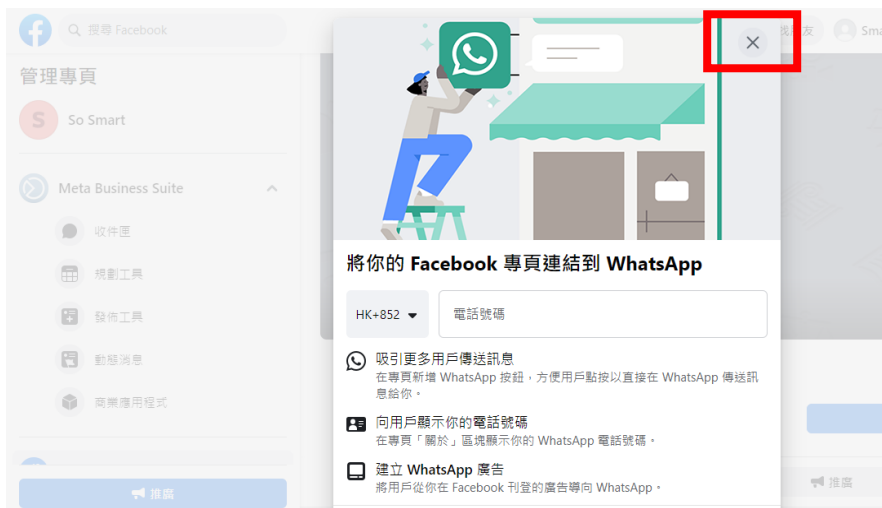 搜尋 Facebook
找朋友
管理專頁
S
So Smart
Meta Business Suite
收件匣
規劃工具
發佈工具
動態消息
商業應用程式
推廣
將你的 Facebook 專頁連結到 WhatsApp
HK+852
電話號碼
吸引更多用戶傳送訊息
在專頁新增 WhatsApp 按鈕，方便用戶點按以直接在 WhatsApp 傳送訊
息給你。
向用戶顯示你的電話號碼
在專頁「關於」區塊顯示你的 WhatsApp 電話號碼。
建立 WhatsApp 廣告
將用戶從你在 Facebook 刊登的廣告導向 WhatsApp。
推廣